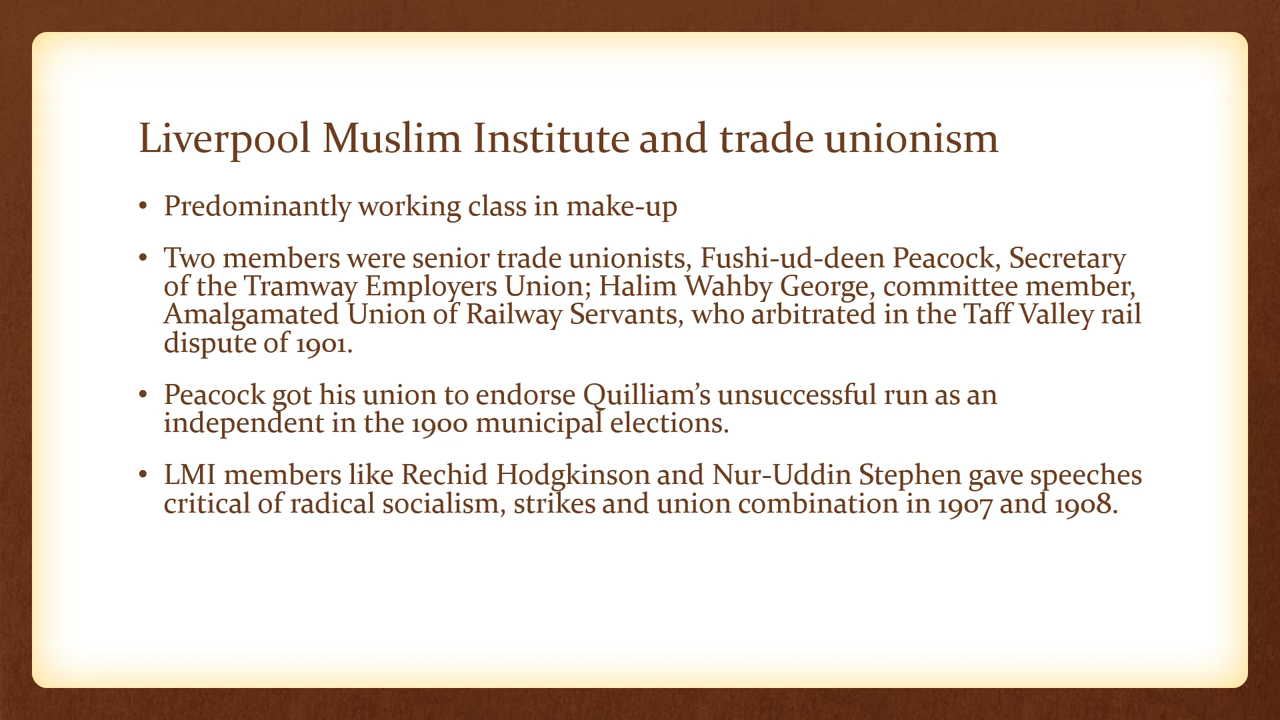 Liverpool Muslim Institute and trade unionism
• Predominantly working class in make-up
• Two members were senior trade unionists, Fushi-ud-deen Peacock, Secretary
of the Tramway Employers Union; Halim Wahby George, committee member,
Amalgamated Union of Railway Servants, who arbitrated in the Taff Valley rail
dispute of 1901.
• Peacock got his union to endorse Quilliam’s unsuccessful run as an
independent in the 1900 municipal elections.
• LMI members like Rechid Hodgkinson and Nur-Uddin Stephen gave speeches
critical of radical socialism, strikes and union combination in 1907 and 1908.